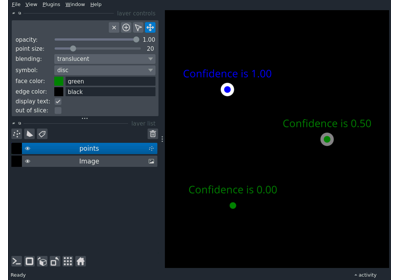 File View Plugins Window Help
layer controls
opacity: 1.00
point size: 20
blending: translucent
symbol: disc
face color: green
edge color: black
display text:
out of slice:
layer list
points
Image
Ready
activity
Confidence is 1.00
Confidence is 0.50
Confidence is 0.00